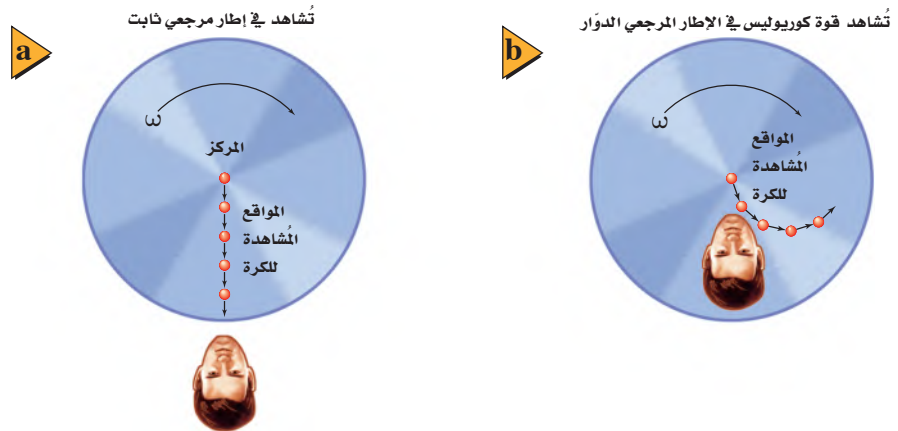 تُشاهد في إطار مرجعي ثابت
a
ω
المركز
المواقع
المُشاهدة
للكرة
تُشاهد قوة كوريوليس في الإطار المرجعي الدوّار
b
ω
المواقع
المُشاهدة
للكرة